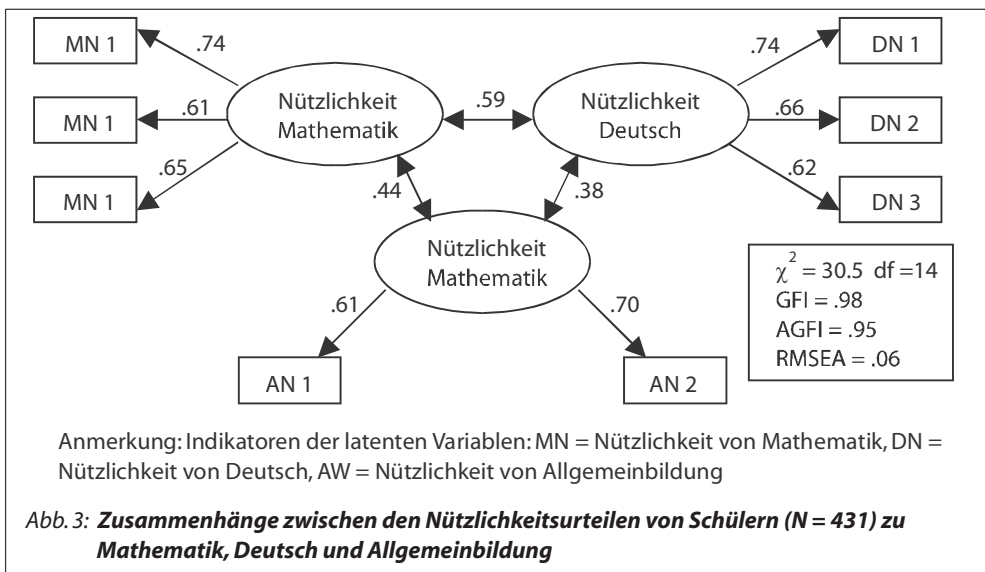 MN 1
.74
.74
DN 1
Nützlichkeit
Mathematik
.59
Nützlichkeit
Deutsch
MN 1
.61
.66
DN 2
MN 1
.65
.62
DN 3
.44
.38
Nützlichkeit
Mathematik
.61
.70
AN 1
AN 2
χ² = 30.5 df =14
GFI = .98
AGFI = .95
RMSEA = .06
Anmerkung: Indikatoren der latenten Variablen: MN = Nützlichkeit von Mathematik, DN =
Nützlichkeit von Deutsch, AW = Nützlichkeit von Allgemeinbildung
Abb. 3: Zusammenhänge zwischen den Nützlichkeitsurteilen von Schülern (N = 431) zu
Mathematik, Deutsch und Allgemeinbildung